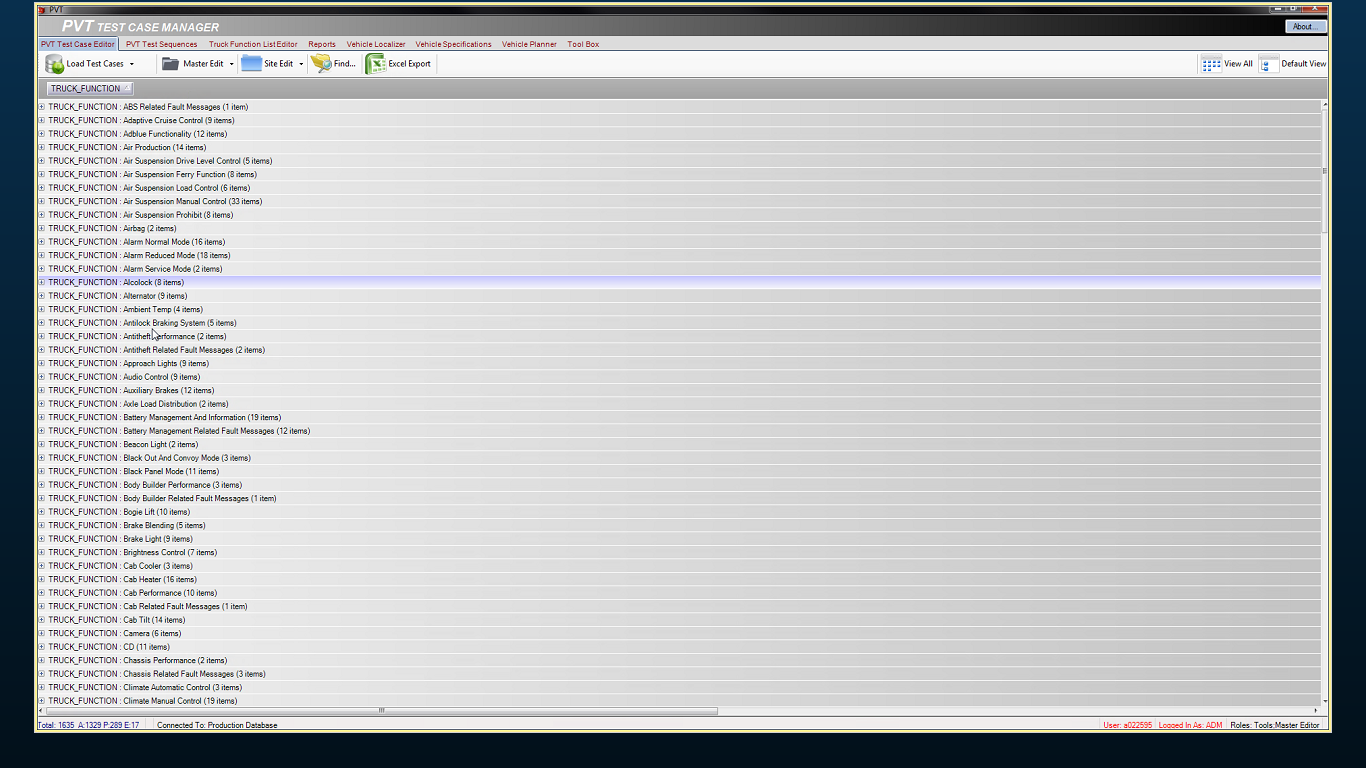 PVT
PVT TEST CASE MANAGER
About...
PVT Test Case Editor PVT Test Sequences Truck Function List Editor Reports Vehicle Localizer Vehicle Specifications Vehicle Planner Tool Box
Load Test Cases Master Edit Site Edit Find... Excel Export View All Default View
TRUCK_FUNCTION
TRUCK_FUNCTION : ABS Related Fault Messages (1 item)
TRUCK_FUNCTION : Adaptive Cruise Control (9 items)
TRUCK_FUNCTION : Adblue Functionality (12 items)
TRUCK_FUNCTION : Air Production (14 items)
TRUCK_FUNCTION : Air Suspension Drive Level Control (5 items)
TRUCK_FUNCTION : Air Suspension Ferry Function (8 items)
TRUCK_FUNCTION : Air Suspension Load Control (6 items)
TRUCK_FUNCTION : Air Suspension Manual Control (33 items)
TRUCK_FUNCTION : Air Suspension Prohibit (8 items)
TRUCK_FUNCTION : Airbag (2 items)
TRUCK_FUNCTION : Alarm Normal Mode (16 items)
TRUCK_FUNCTION : Alarm Reduced Mode (18 items)
TRUCK_FUNCTION : Alarm Service Mode (2 items)
TRUCK_FUNCTION : Alcolock (8 items)
TRUCK_FUNCTION : Alternator (9 items)
TRUCK_FUNCTION : Ambient Temp (4 items)
TRUCK_FUNCTION : Antilock Braking System (5 items)
TRUCK_FUNCTION : Antitheft Performance (2 items)
TRUCK_FUNCTION : Antitheft Related Fault Messages (2 items)
TRUCK_FUNCTION : Approach Lights (9 items)
TRUCK_FUNCTION : Audio Control (9 items)
TRUCK_FUNCTION : Auxiliary Brakes (12 items)
TRUCK_FUNCTION : Axle Load Distribution (2 items)
TRUCK_FUNCTION : Battery Management And Information (19 items)
TRUCK_FUNCTION : Battery Management Related Fault Messages (12 items)
TRUCK_FUNCTION : Beacon Light (2 items)
TRUCK_FUNCTION : Black Out And Convoy Mode (3 items)
TRUCK_FUNCTION : Black Panel Mode (11 items)
TRUCK_FUNCTION : Body Builder Performance (3 items)
TRUCK_FUNCTION : Body Builder Related Fault Messages (1 item)
TRUCK_FUNCTION : Bogie Lift (10 items)
TRUCK_FUNCTION : Brake Blending (5 items)
TRUCK_FUNCTION : Brake Light (9 items)
TRUCK_FUNCTION : Brightness Control (7 items)
TRUCK_FUNCTION : Cab Cooler (3 items)
TRUCK_FUNCTION : Cab Heater (16 items)
TRUCK_FUNCTION : Cab Performance (10 items)
TRUCK_FUNCTION : Cab Related Fault Messages (1 item)
TRUCK_FUNCTION : Cab Tilt (14 items)
TRUCK_FUNCTION : Camera (6 items)
TRUCK_FUNCTION : CD (11 items)
TRUCK_FUNCTION : Chassis Performance (2 items)
TRUCK_FUNCTION : Chassis Related Fault Messages (3 items)
TRUCK_FUNCTION : Climate Automatic Control (3 items)
TRUCK_FUNCTION : Climate Manual Control (19 items)
Total: 1635 A:1329 P:289 E:17 Connected To: Production Database User: a022595 Logged In As: ADM Roles: Tools;Master Editor